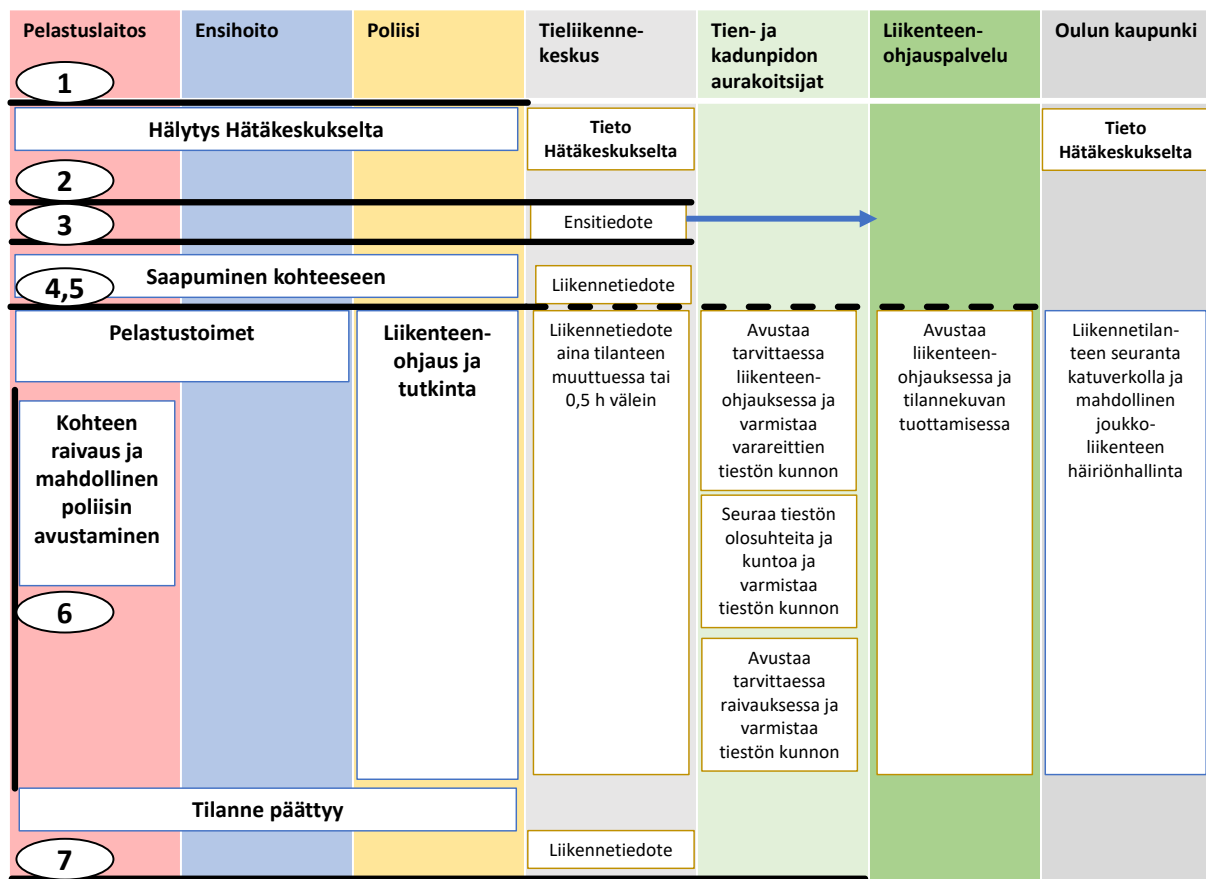 Pelastuslaitos
Ensihoito
Poliisi
Tieliikenne-
keskus
Tien- ja
kadunpidon
aurakoitsijat
Liikenteen-
ohjauspalvelu
Oulun kaupunki
1
Hälytys Hätäkeskukselta
Tieto
Hätäkeskukselta
Tieto
Hätäkeskukselta
2
3
Ensitiedote
Saapuminen kohteeseen
4,5
Liikennetiedote
Pelastustoimet
Liikenteen-
ohjaus ja
tutkinta
Liikennetiedote
aina tilanteen
muuttuessa tai
0,5 h välein
Avustaa
tarvittaessa
liikenteen-
ohjauksessa ja
varmistaa
varareittien
tiestön kunnon
Avustaa
liikenteen-
ohjauksessa ja
tilannekuvan
tuottamisessa
Liikennetilan-
teen seuranta
katuverkolla ja
mahdollinen
joukko-
liikenteen
häiriönhallinta
Kohteen
raivaus ja
mahdollinen
poliisin
avustaminen
Seuraa tiestön
olosuhteita ja
kuntoa ja
varmistaa
tiestön kunnon
6
Avustaa
tarvittaessa
raivauksessa ja
varmistaa
tiestön kunnon
Tilanne päättyy
7
Liikennetiedote